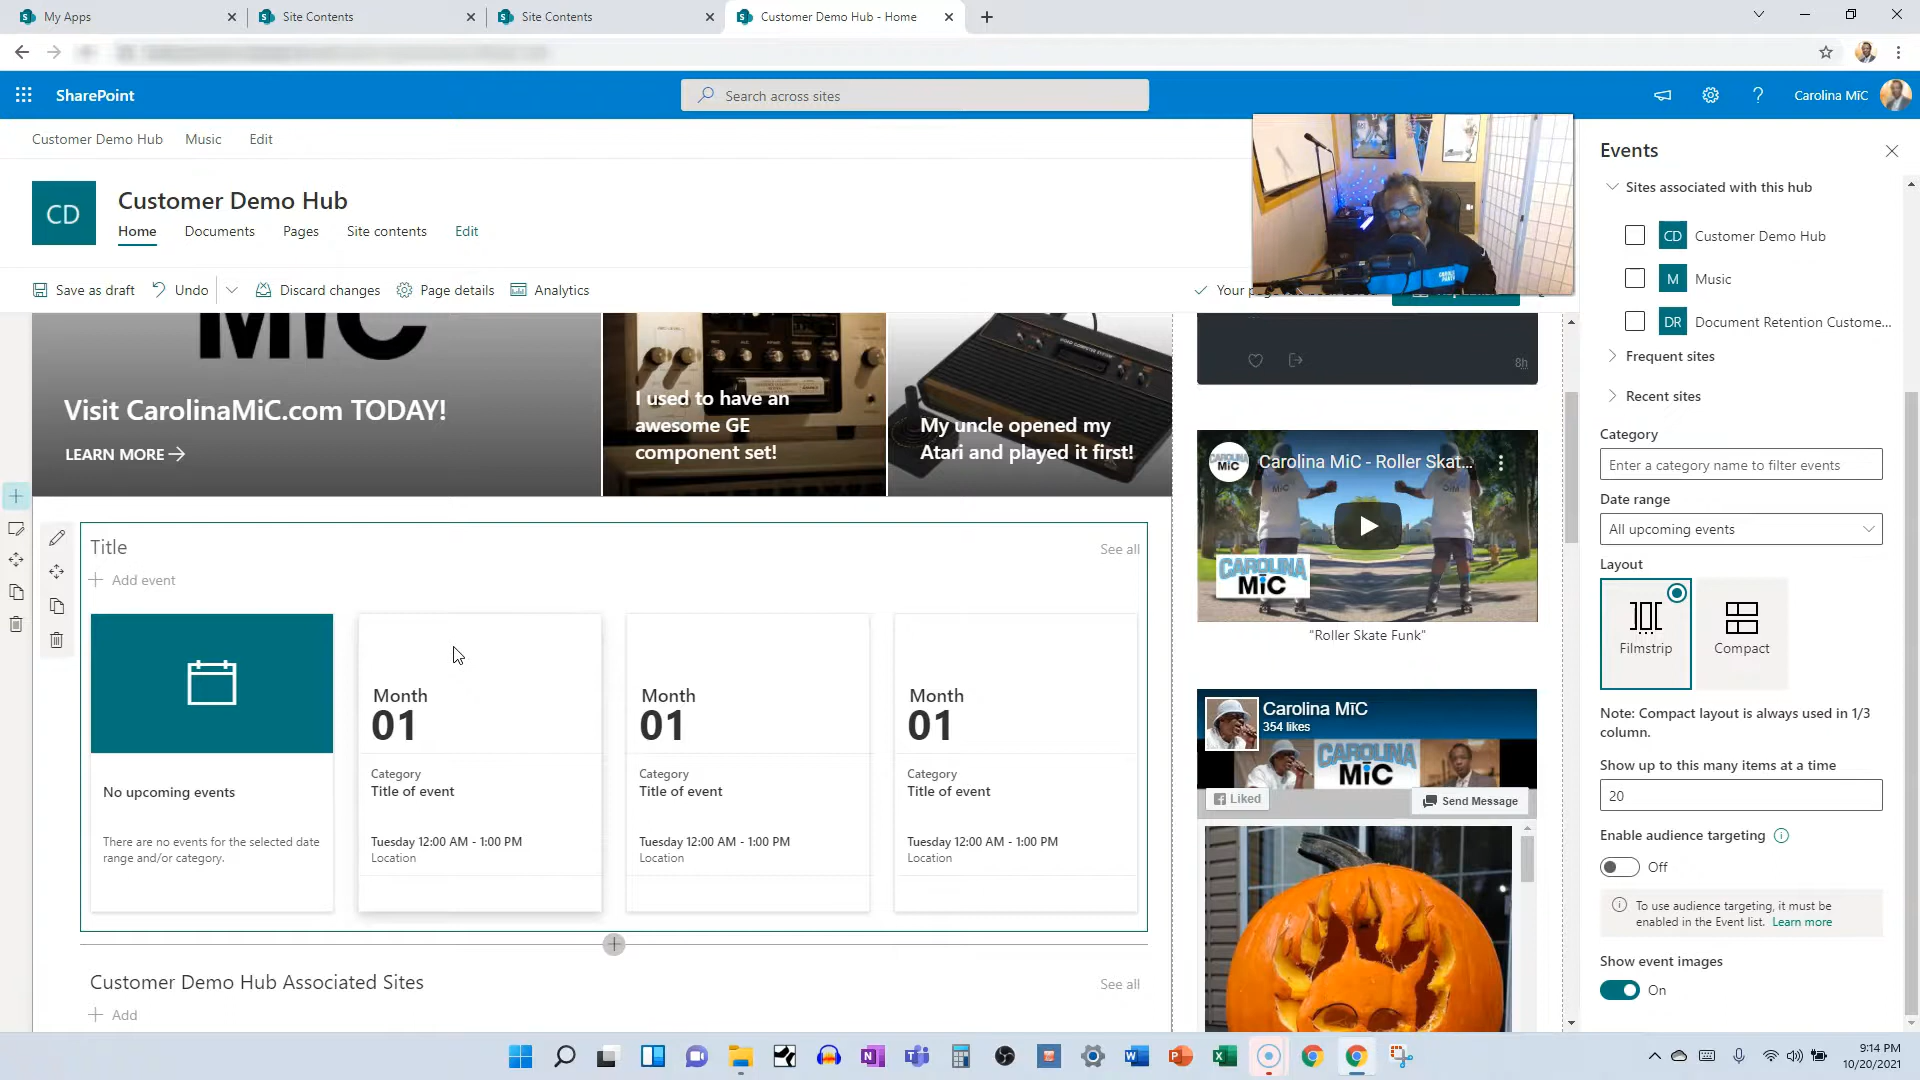 My Apps
Site Contents
Site Contents
Customer Demo Hub - Home
SharePoint
Search across sites
Carolina MīC
Customer Demo Hub
Music
Edit
CD
Customer Demo Hub
Home
Documents
Pages
Site contents
Edit
Save as draft
Undo
Discard changes
Page details
Analytics
Your
Visit CarolinaMiC.com TODAY!
LEARN MORE
I used to have an
awesome GE
component set!
My uncle opened my
Atari and played it first!
8h
CAROLINA
MiC
Carolina MiC - Roller Skat...
CAROLINA
MīC
"Roller Skate Funk"
Title
See all
Add event
No upcoming events
There are no events for the selected date
range and/or category.
Month
01
Category
Title of event
Tuesday 12:00 AM - 1:00 PM
Location
Month
01
Category
Title of event
Tuesday 12:00 AM - 1:00 PM
Location
Month
01
Category
Title of event
Tuesday 12:00 AM - 1:00 PM
Location
Carolina MīC
354 likes
CAROLINA
MīC
Liked
Send Message
Customer Demo Hub Associated Sites
See all
Add
Events
Sites associated with this hub
CD
Customer Demo Hub
M
Music
DR
Document Retention Custome...
Frequent sites
Recent sites
Category
Enter a category name to filter events
Date range
All upcoming events
Layout
Filmstrip
Compact
Note: Compact layout is always used in 1/3
column.
Show up to this many items at a time
20
Enable audience targeting
Off
To use audience targeting, it must be
enabled in the Event list. Learn more
Show event images
On
9:14 PM
10/20/2021